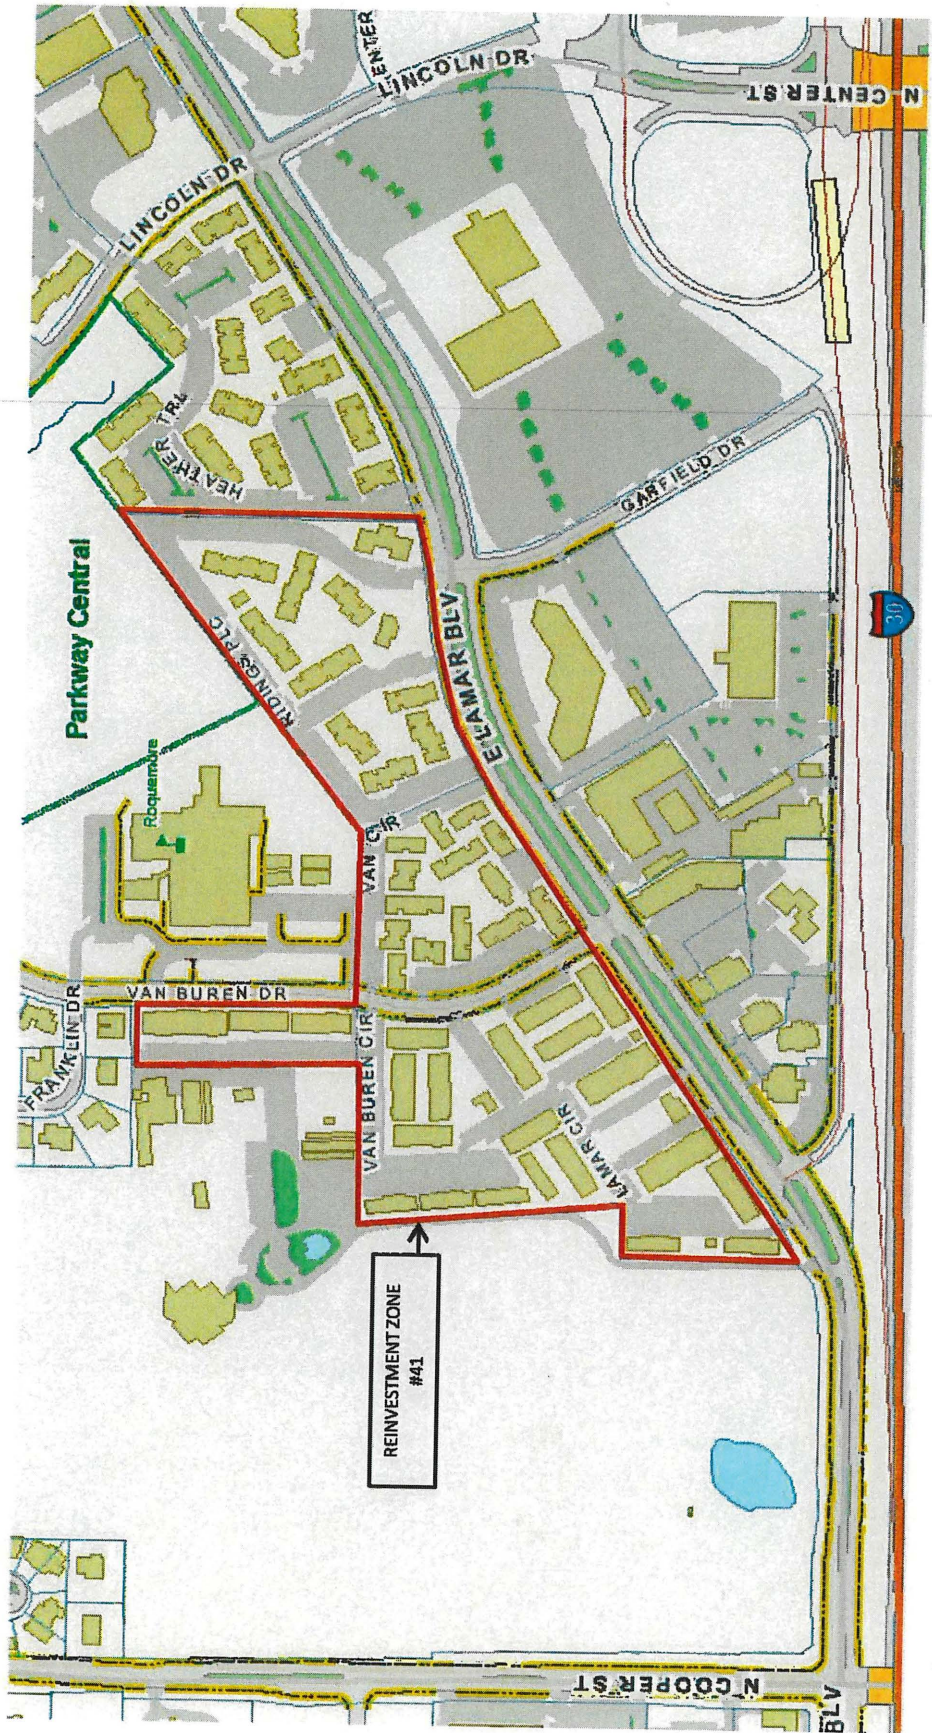 LINCOLN DR
ENTER
LINCOLN DR
N CENTER ST
HEATHER TRL
GARFIELD DR
Parkway Central
30
RIDINGS PLC
E LAMAR BLV
Roquemore
VAN CIR
VAN BUREN DR
FRANKLIN DR
VAN BUREN CIR
LAMAR CIR
REINVESTMENT ZONE
#41
N COOPER ST
BLV